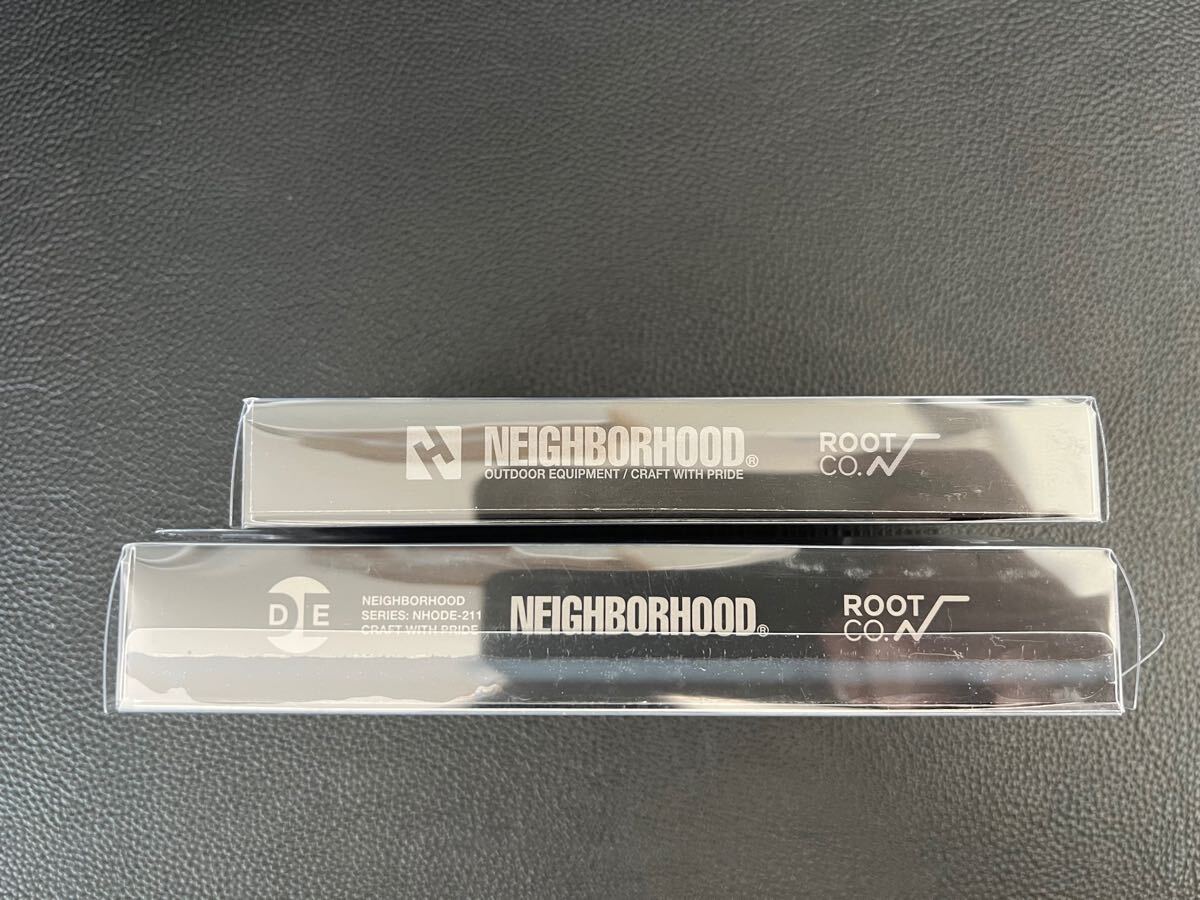 NEIGHBORHOOD®
OUTDOOR EQUIPMENT / CRAFT WITH PRIDE
ROOT
CO.
D E
NEIGHBORHOOD
SERIES: NHODE-211
CRAFT WITH PRIDE
NEIGHBORHOOD®
ROOT
CO.